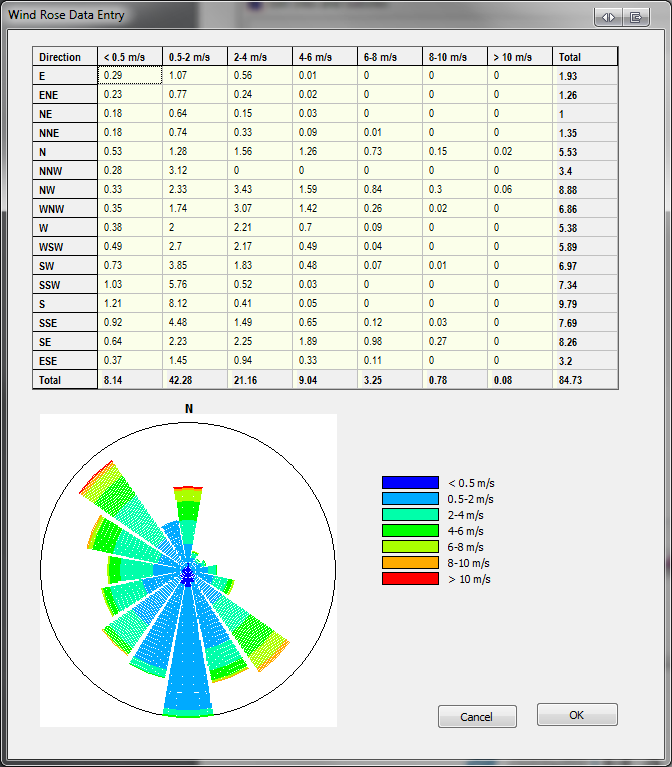 Wind Rose Data Entry
Direction < 0.5 m/s 0.5-2 m/s 2-4 m/s 4-6 m/s 6-8 m/s 8-10 m/s > 10 m/s Total
E 0.29 1.07 0.56 0.01 0 0 0 1.93
ENE 0.23 0.77 0.24 0.02 0 0 0 1.26
NE 0.18 0.64 0.15 0.03 0 0 0 1
NNE 0.18 0.74 0.33 0.09 0.01 0 0 1.35
N 0.53 1.28 1.56 1.26 0.73 0.15 0.02 5.53
NNW 0.28 3.12 0 0 0 0 0 3.4
NW 0.33 2.33 3.43 1.59 0.84 0.3 0.06 8.88
WNW 0.35 1.74 3.07 1.42 0.26 0.02 0 6.86
W 0.38 2 2.21 0.7 0.09 0 0 5.38
WSW 0.49 2.7 2.17 0.49 0.04 0 0 5.89
SW 0.73 3.85 1.83 0.48 0.07 0.01 0 6.97
SSW 1.03 5.76 0.52 0.03 0 0 0 7.34
S 1.21 8.12 0.41 0.05 0 0 0 9.79
SSE 0.92 4.48 1.49 0.65 0.12 0.03 0 7.69
SE 0.64 2.23 2.25 1.89 0.98 0.27 0 8.26
ESE 0.37 1.45 0.94 0.33 0.11 0 0 3.2
Total 8.14 42.28 21.16 9.04 3.25 0.78 0.08 84.73
N
< 0.5 m/s
0.5-2 m/s
2-4 m/s
4-6 m/s
6-8 m/s
8-10 m/s
> 10 m/s
Cancel OK